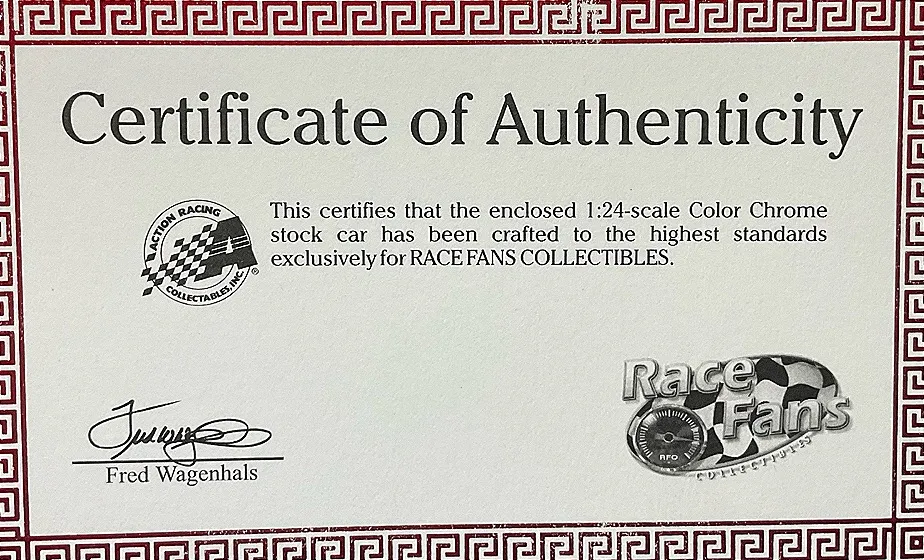 Certificate of Authenticity
ACTION RACING
COLLECTABLES, INC.
®
This certifies that the enclosed 1:24-scale Color Chrome
stock car has been crafted to the highest standards
exclusively for RACE FANS COLLECTIBLES.
Fred Wagenhals
Race
Fans
RFO
COLLECTIBLES